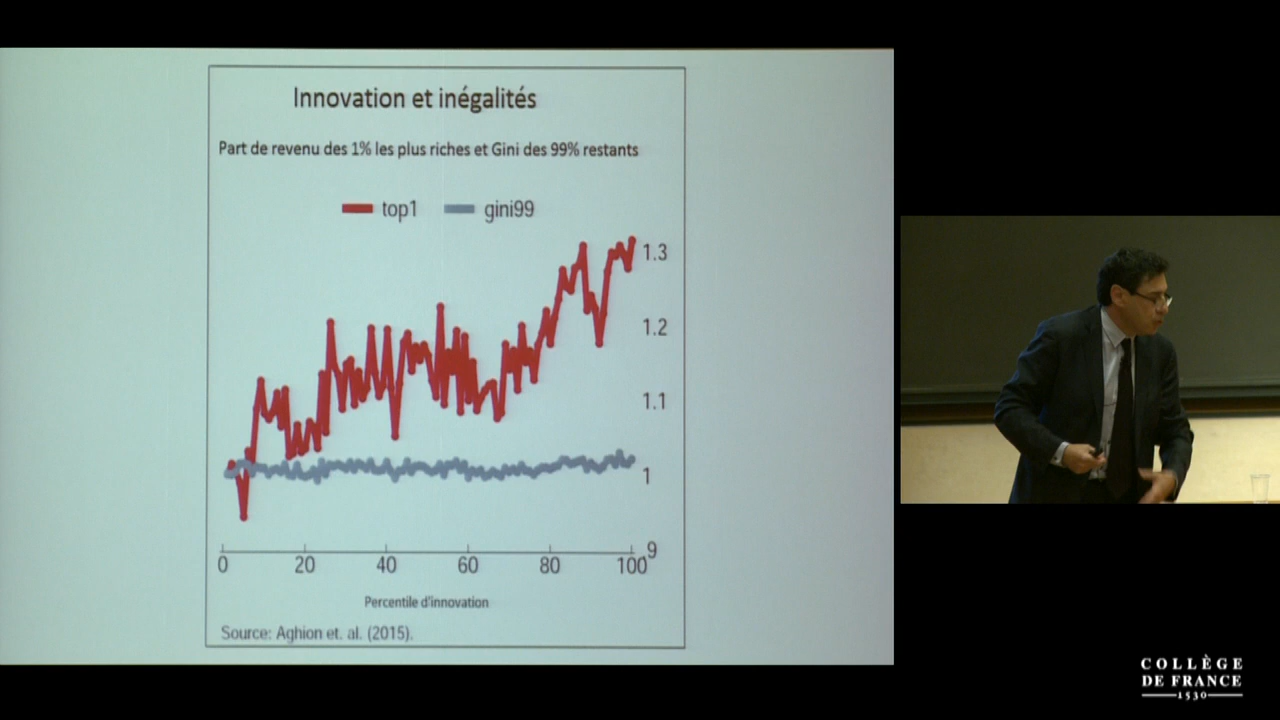 Innovation et inégalités
Part de revenu des 1% les plus riches et Gini des 99% restants
top1 gini99
1.3
1.2
1.1
1
.9
0 20 40 60 80 100
Percentile d'innovation
Source: Aghion et. al. (2015).
COLLÈGE
DE FRANCE
1530